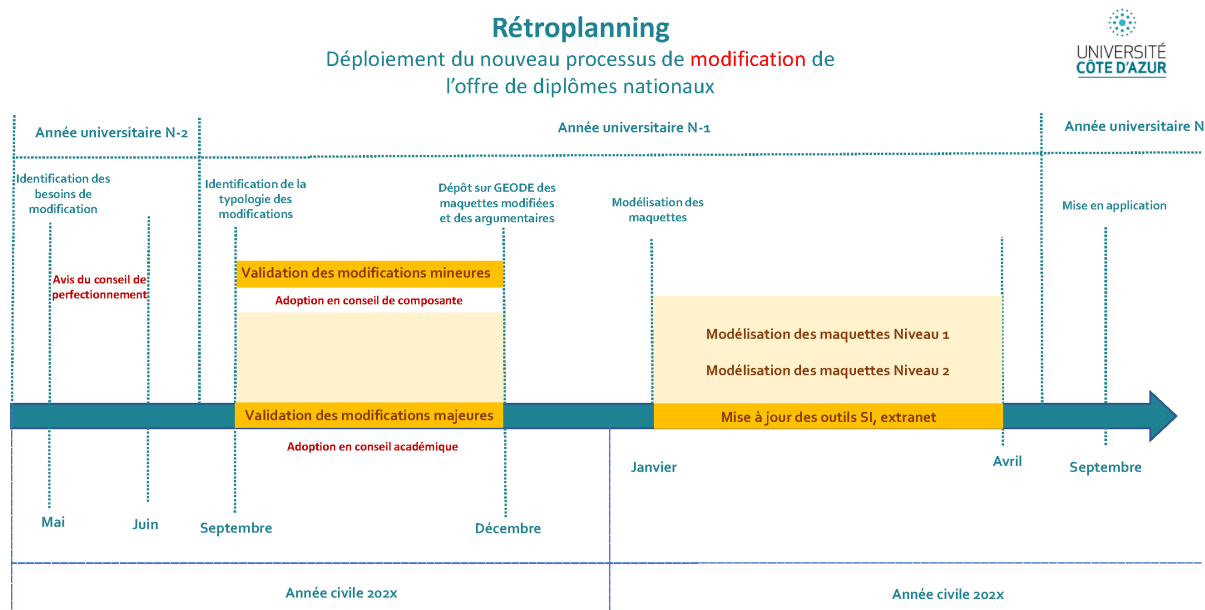 Rétroplanning
Déploiement du nouveau processus de modification de
l'offre de diplômes nationaux
UNIVERSITÉ
CÔTE D'AZUR
Année universitaire N-2
Année universitaire N-1
Année universitaire N
Identification des
besoins de
modification
Identification de la
typologie des
modifications
Dépôt sur GEODE des
maquettes modifiées
et des argumentaires
Modélisation des
maquettes
Mise en application
Avis du conseil de
perfectionnement
Validation des modifications mineures
Adoption en conseil de composante
Modélisation des maquettes Niveau 1
Modélisation des maquettes Niveau 2
Validation des modifications majeures
Mise à jour des outils SI, extranet
Adoption en conseil académique
Janvier
Avril
Septembre
Mai
Juin
Septembre
Décembre
Année civile 202x
Année civile 202x